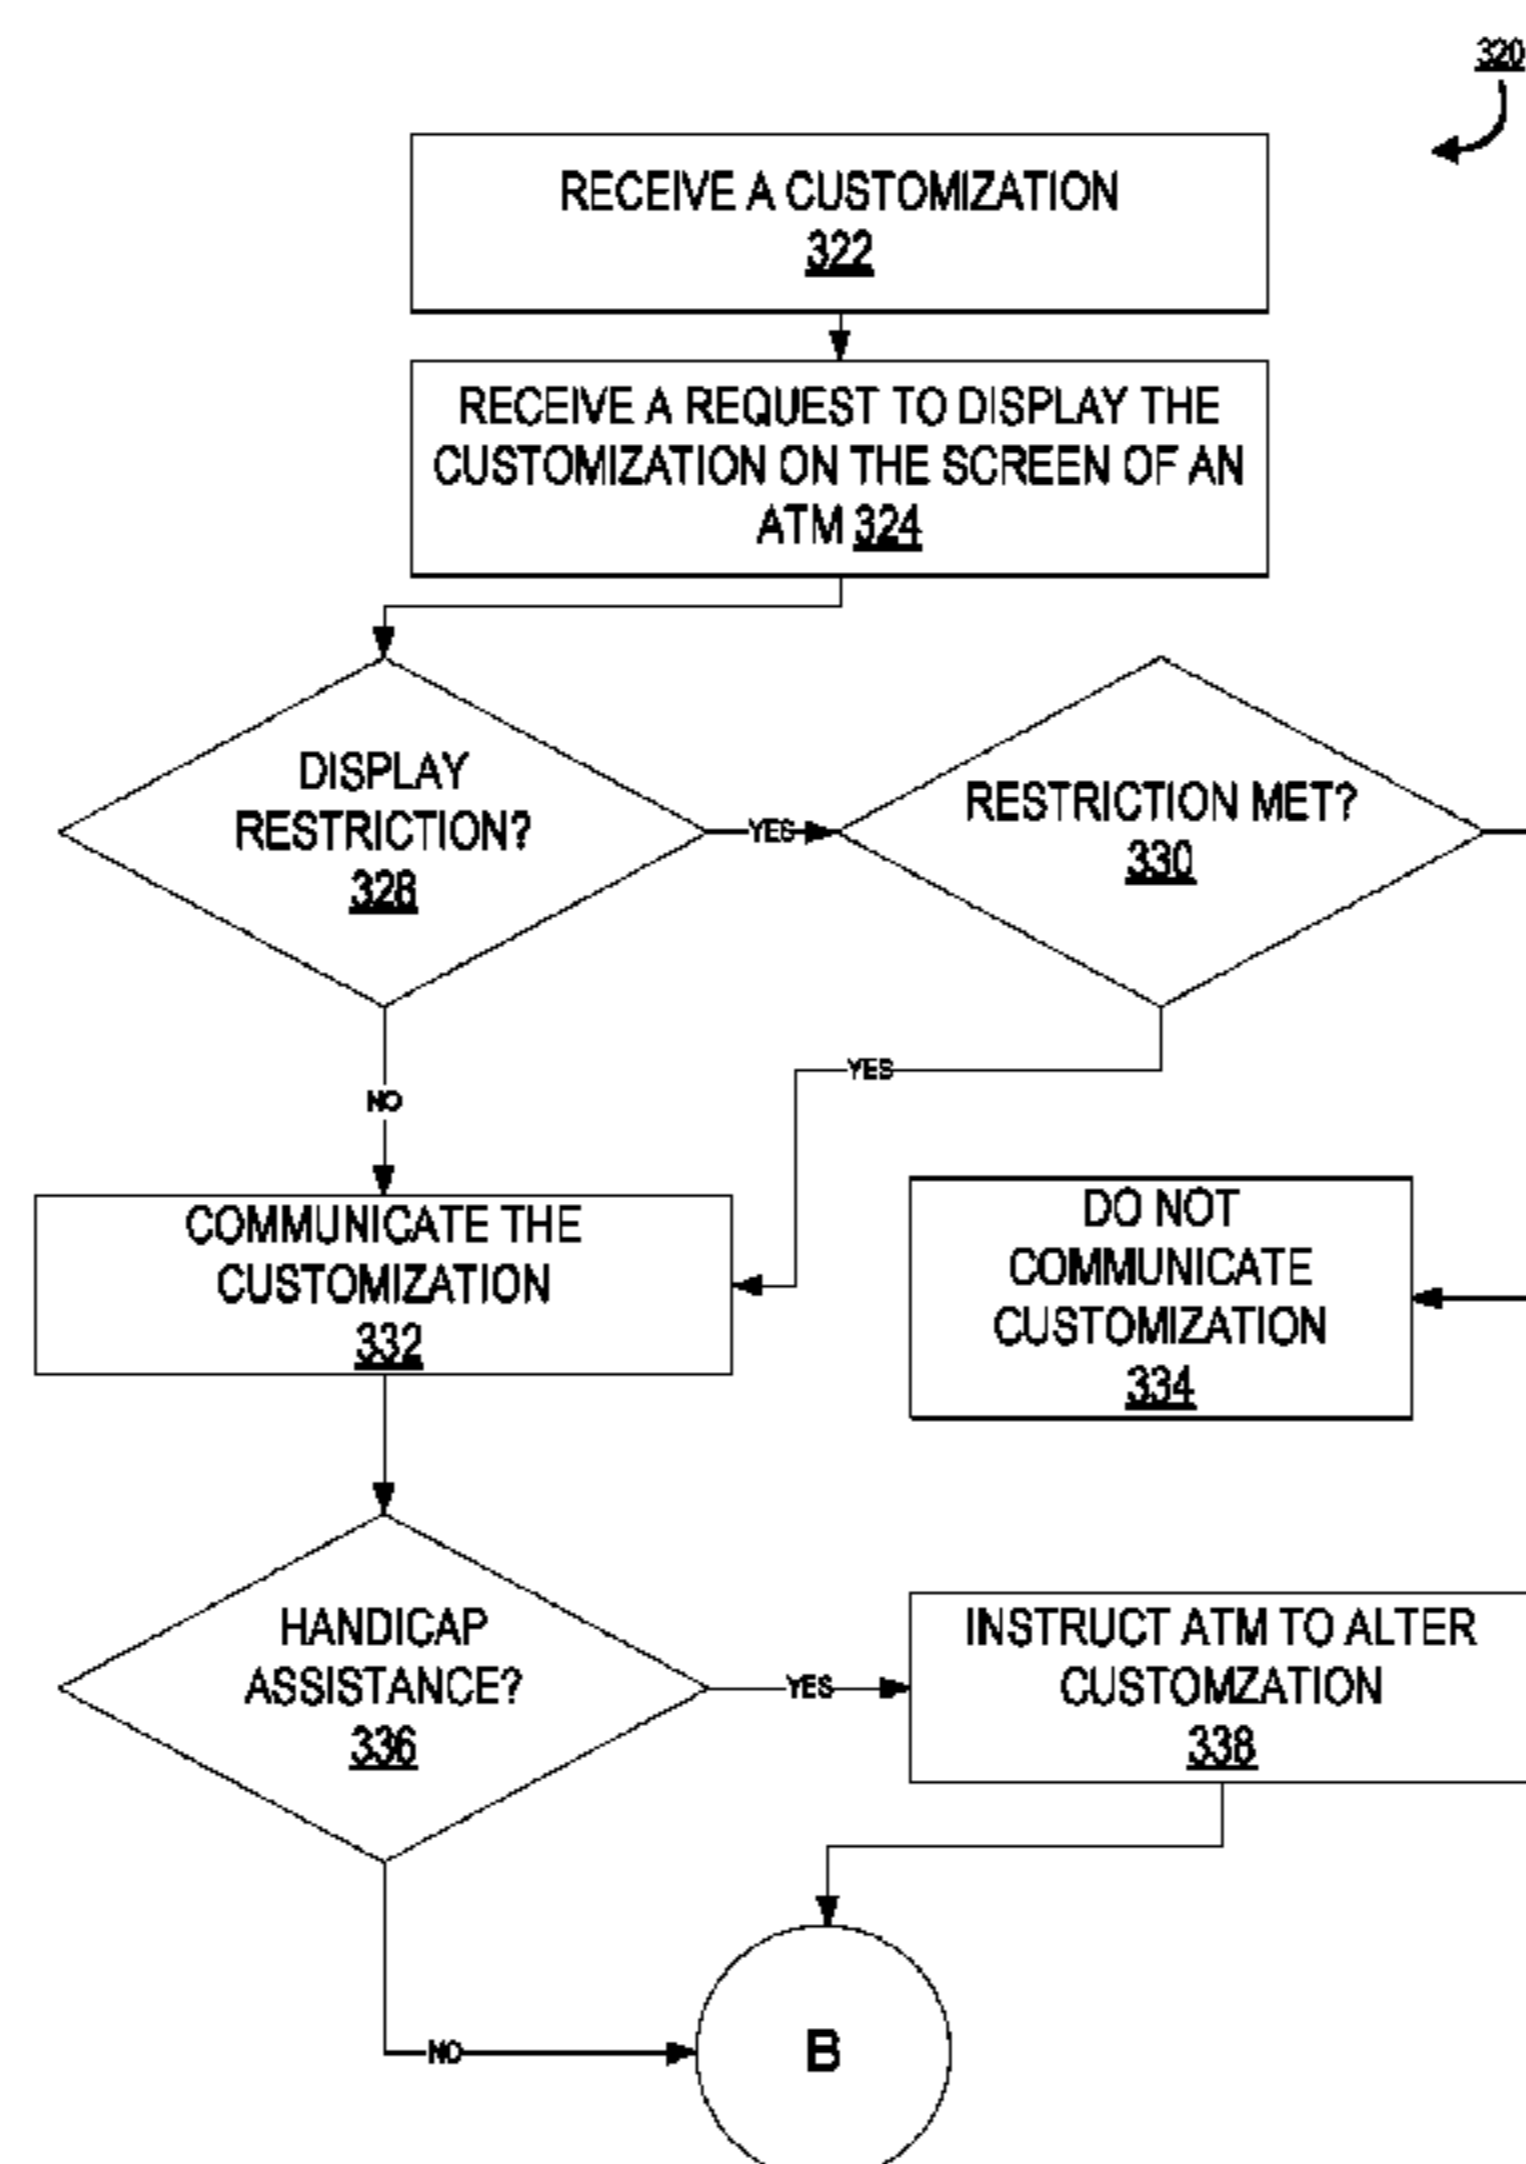 320
RECEIVE A CUSTOMIZATION
322
RECEIVE A REQUEST TO DISPLAY THE
CUSTOMIZATION ON THE SCREEN OF AN
ATM 324
DISPLAY
RESTRICTION?
328
YES
RESTRICTION MET?
330
YES
NO
COMMUNICATE THE
CUSTOMIZATION
332
DO NOT
COMMUNICATE
CUSTOMIZATION
334
HANDICAP
ASSISTANCE?
336
YES
INSTRUCT ATM TO ALTER
CUSTOMZATION
338
NO
B